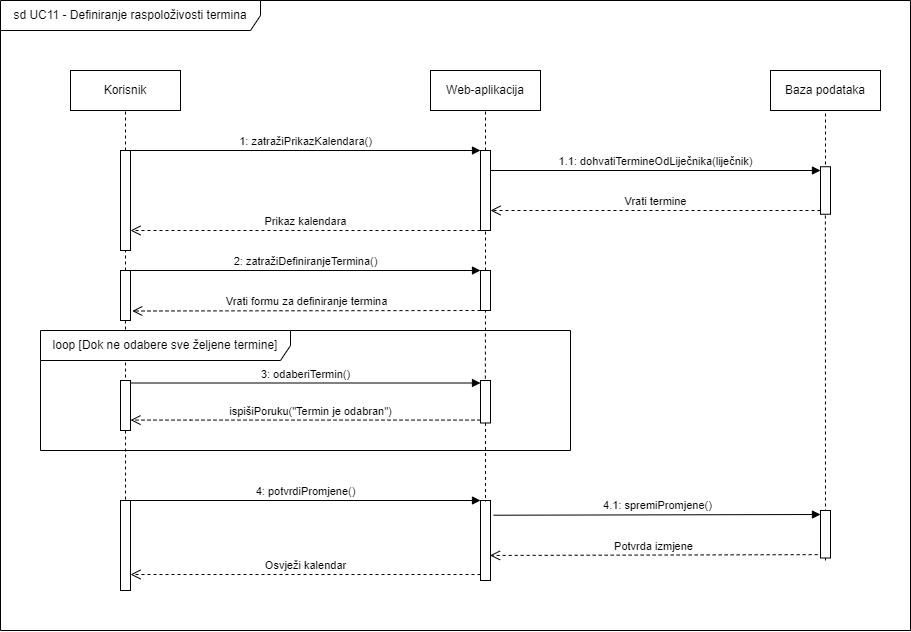 sd UC11 - Definiranje raspoloživosti termina
Korisnik
Web-aplikacija
Baza podataka
1: zatražiPrikazKalendara()
1.1: dohvatiTermineOdLiječnika(liječnik)
Vrati termine
Prikaz kalendara
2: zatražiDefiniranjeTermina()
Vrati formu za definiranje termina
loop [Dok ne odabere sve željene termine]
3: odaberiTermin()
ispišiPoruku("Termin je odabran")
4: potvrdiPromjene()
4.1: spremiPromjene()
Potvrda izmjene
Osvježi kalendar